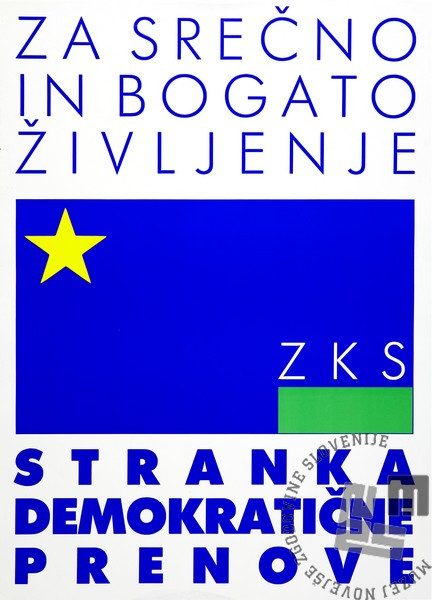 ZA SREČNO
IN BOGATO
ŽIVLJENJE
ZKS
STRANKA
DEMOKRATIČNE
PRENOVE
MUZEJ NOVEJŠE ZGODOVINE SLOVENIJE